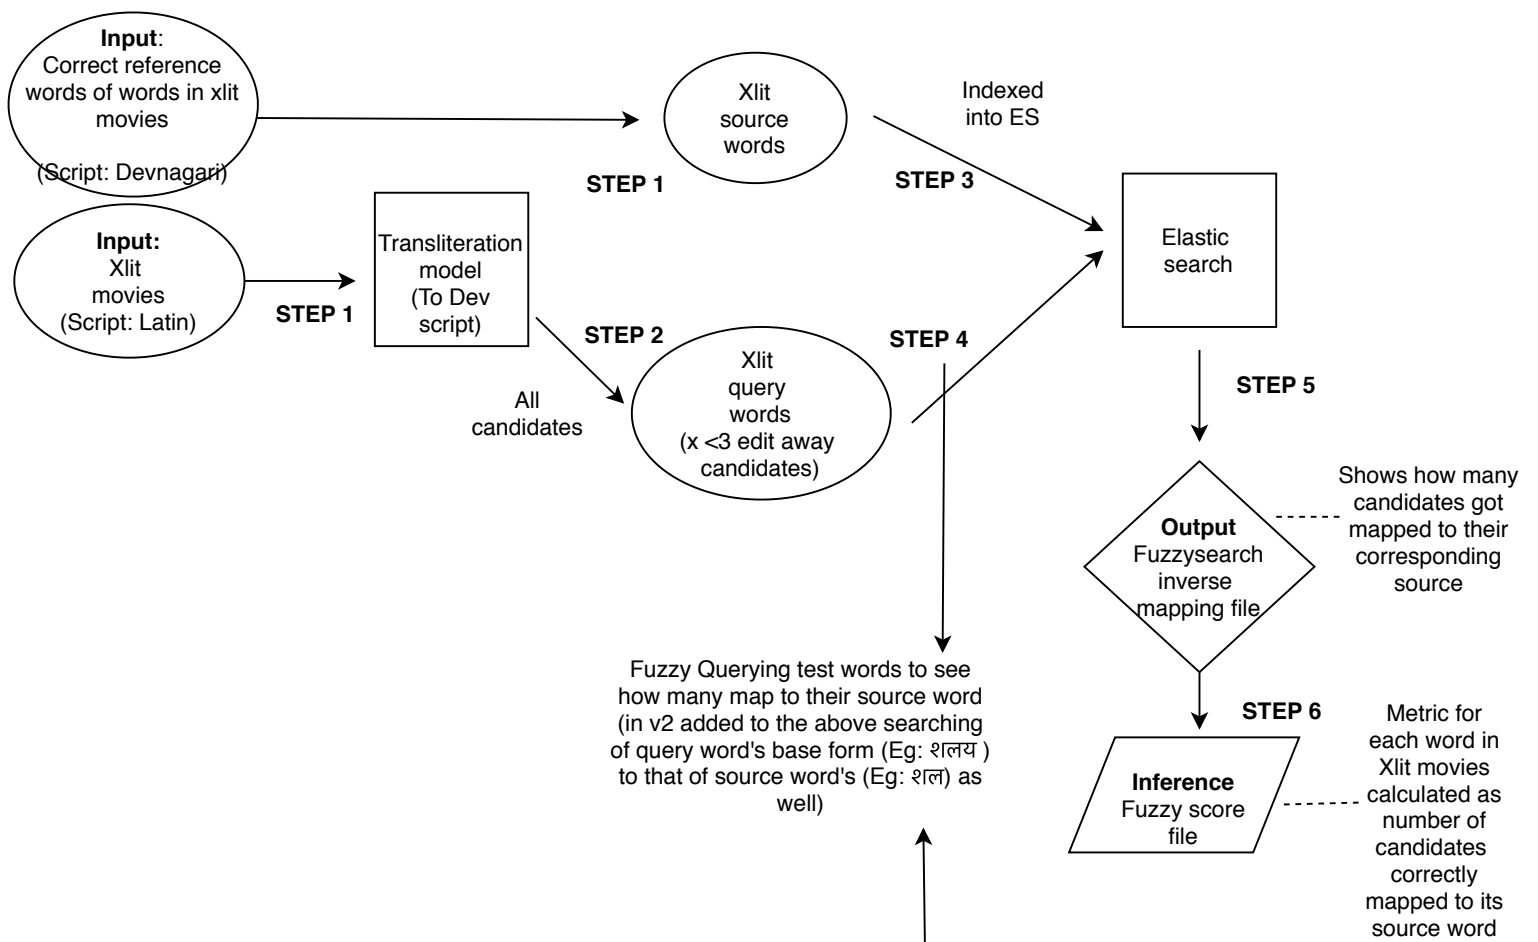 Input:
Correct reference
words of words in xlit
movies
(Script: Devnagari)
Xlit
source
words
Indexed
into ES
STEP 1
STEP 3
Input:
Xlit
movies
(Script: Latin)
STEP 1
Transliteration
model
(To Dev
script)
STEP 2
All
candidates
Xlit
query
words
(x <3 edit away
candidates)
STEP 4
Elastic
search
STEP 5
Output
Fuzzysearch
inverse
mapping file
Shows how many
candidates got
mapped to their
corresponding
source
Fuzzy Querying test words to see
how many map to their source word
(in v2 added to the above searching
of query word's base form (Eg: शलय )
to that of source word's (Eg: शल) as
well)
STEP 6
Inference
Fuzzy score
file
Metric for
each word in
Xlit movies
calculated as
number of
candidates
correctly
mapped to its
source word